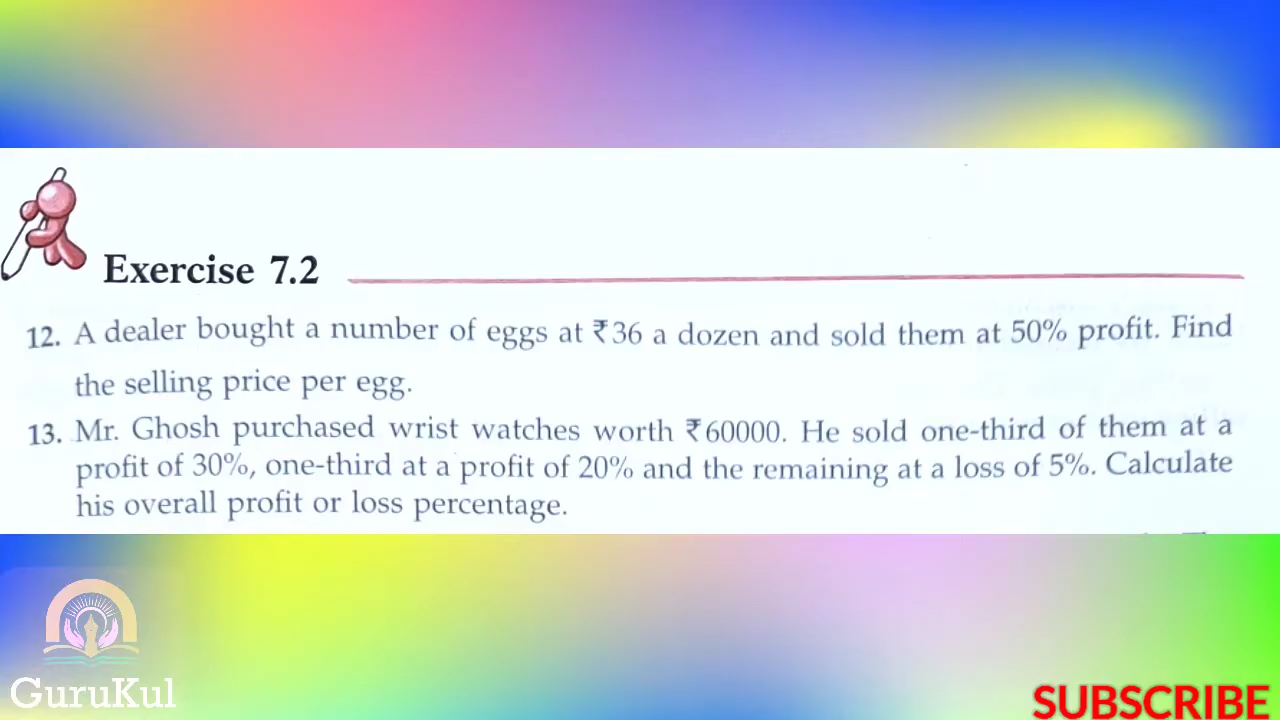 Exercise 7.2
12. A dealer bought a number of eggs at ₹36 a dozen and sold them at 50% profit. Find
the selling price per egg.
13. Mr. Ghosh purchased wrist watches worth ₹60000. He sold one-third of them at a
profit of 30%, one-third at a profit of 20% and the remaining at a loss of 5%. Calculate
his overall profit or loss percentage.
GuruKul
SUBSCRIBE